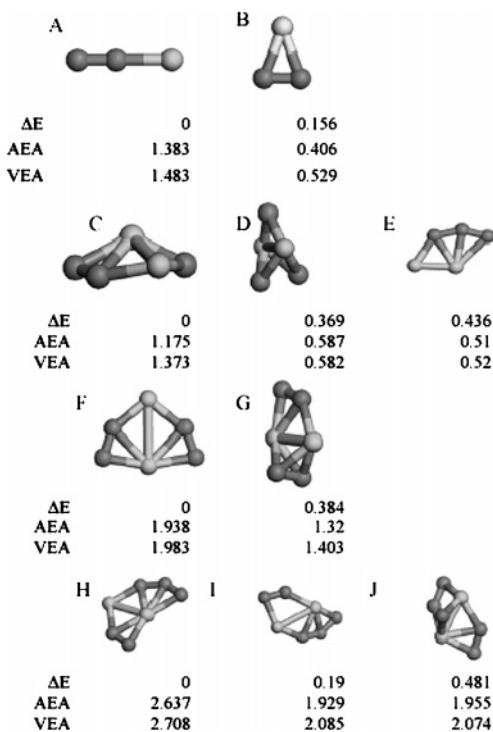 A B
ΔE 0 0.156
AEA 1.383 0.406
VEA 1.483 0.529
C D E
ΔE 0 0.369 0.436
AEA 1.175 0.587 0.51
VEA 1.373 0.582 0.52
F G
ΔE 0 0.384
AEA 1.938 1.32
VEA 1.983 1.403
H I J
ΔE 0 0.19 0.481
AEA 2.637 1.929 1.955
VEA 2.708 2.085 2.074